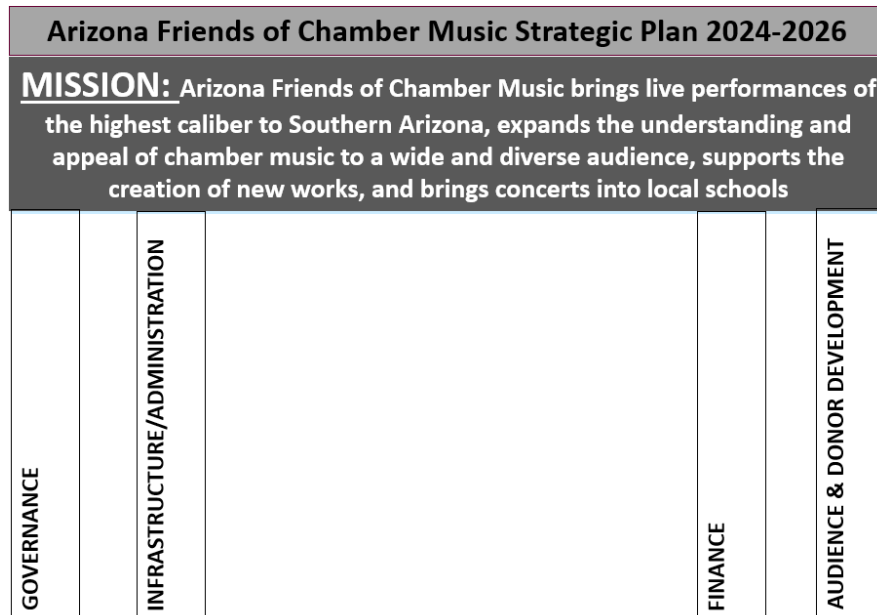 Arizona Friends of Chamber Music Strategic Plan 2024-2026
MISSION: Arizona Friends of Chamber Music brings live performances of
the highest caliber to Southern Arizona, expands the understanding and
appeal of chamber music to a wide and diverse audience, supports the
creation of new works, and brings concerts into local schools
GOVERNANCE
INFRASTRUCTURE/ADMINISTRATION
FINANCE
AUDIENCE & DONOR DEVELOPMENT